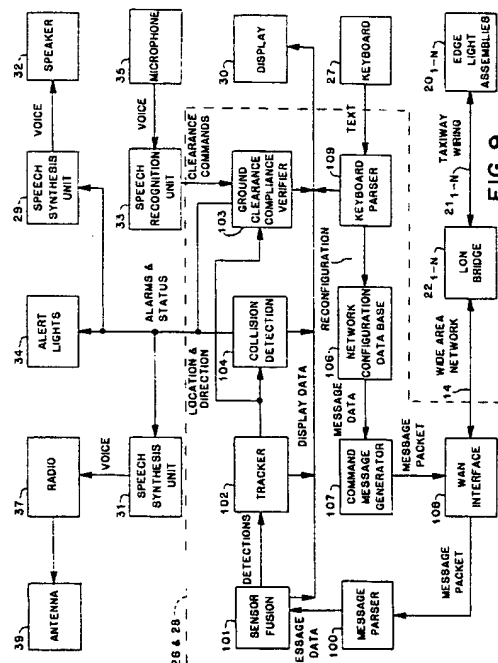 39
ANTENNA
37
RADIO
VOICE
31
SPEECH
SYNTHESIS
UNIT
34
ALERT
LIGHTS
ALARMS &
STATUS
29
SPEECH
SYNTHESIS
UNIT
VOICE
32
SPEAKER
35
MICROPHONE
VOICE
33
SPEECH
RECOGNITION
UNIT
CLEARANCE
COMMANDS
30
DISPLAY
27
KEYBOARD
TEXT
26 & 28
101
SENSOR
FUSION
DETECTIONS
102
TRACKER
LOCATION &
DIRECTION
104
COLLISION
DETECTION
103
GROUND
CLEARANCE
COMPLIANCE
VERIFIER
DISPLAY DATA
109
KEYBOARD
PARSER
RECONFIGURATION
106
NETWORK
CONFIGURATION
DATA BASE
MESSAGE
DATA
107
COMMAND
MESSAGE
GENERATOR
MESSAGE
PACKET
MESSAGE
DATA
100
MESSAGE
PARSER
MESSAGE
PACKET
108
WAN
INTERFACE
14
WIDE AREA
NETWORK
22 1-N
LON
BRIDGE
21 1-N
TAXIWAY
WIRING
20 1-N
EDGE
LIGHT
ASSEMBLIES
FIG. 9